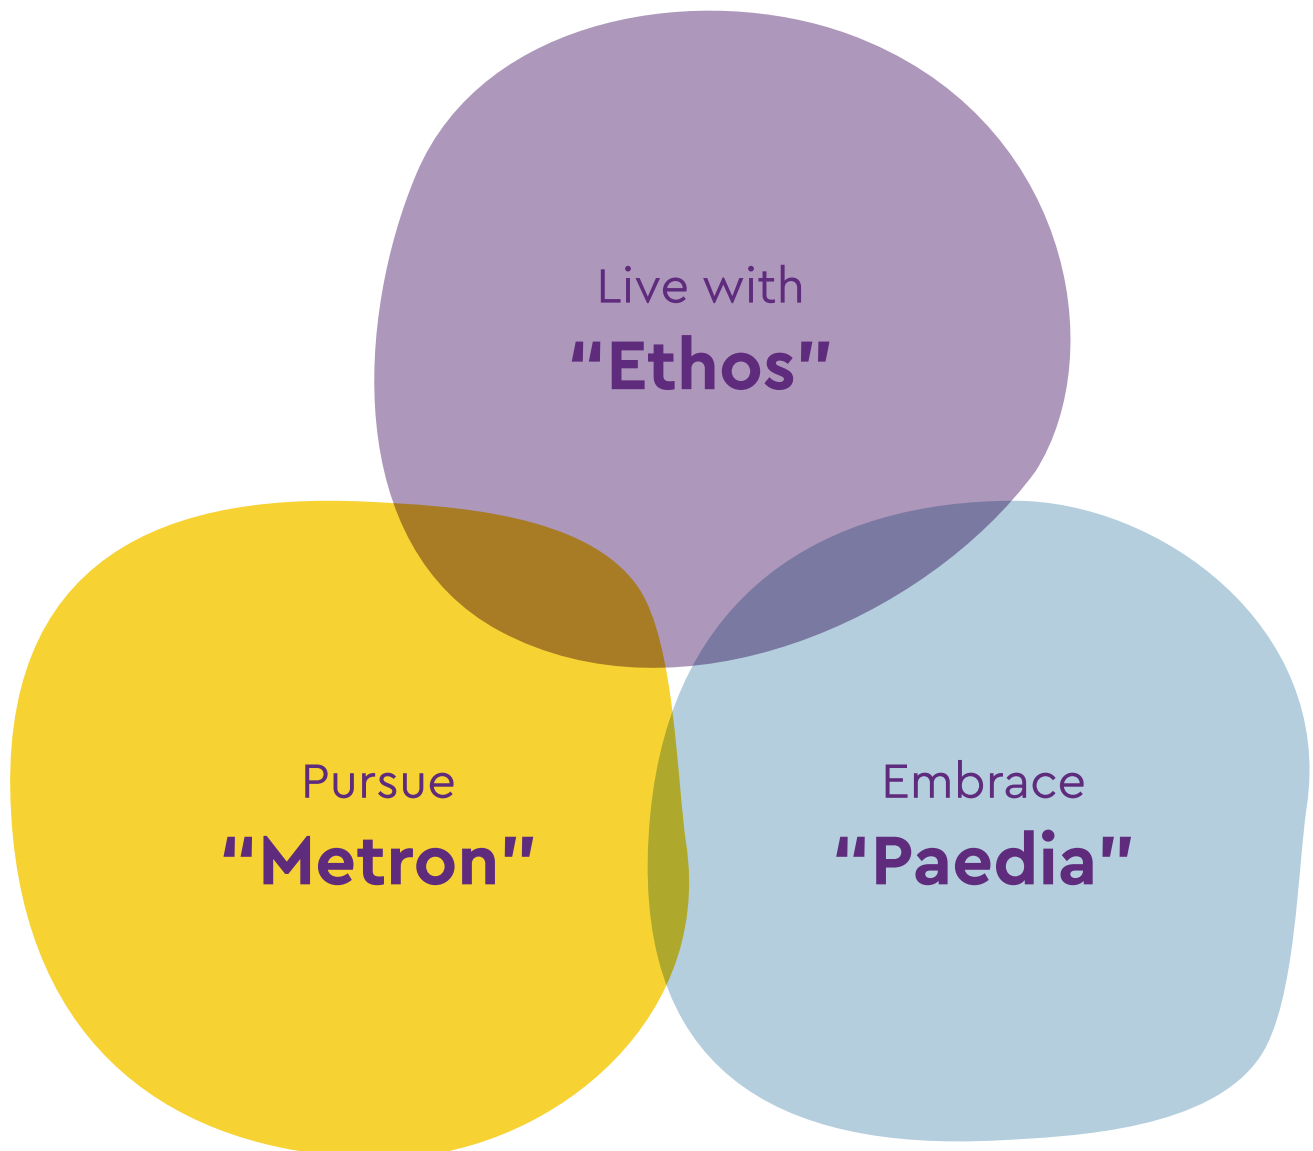 Live with
“Ethos”
Pursue
“Metron”
Embrace
“Paedia”